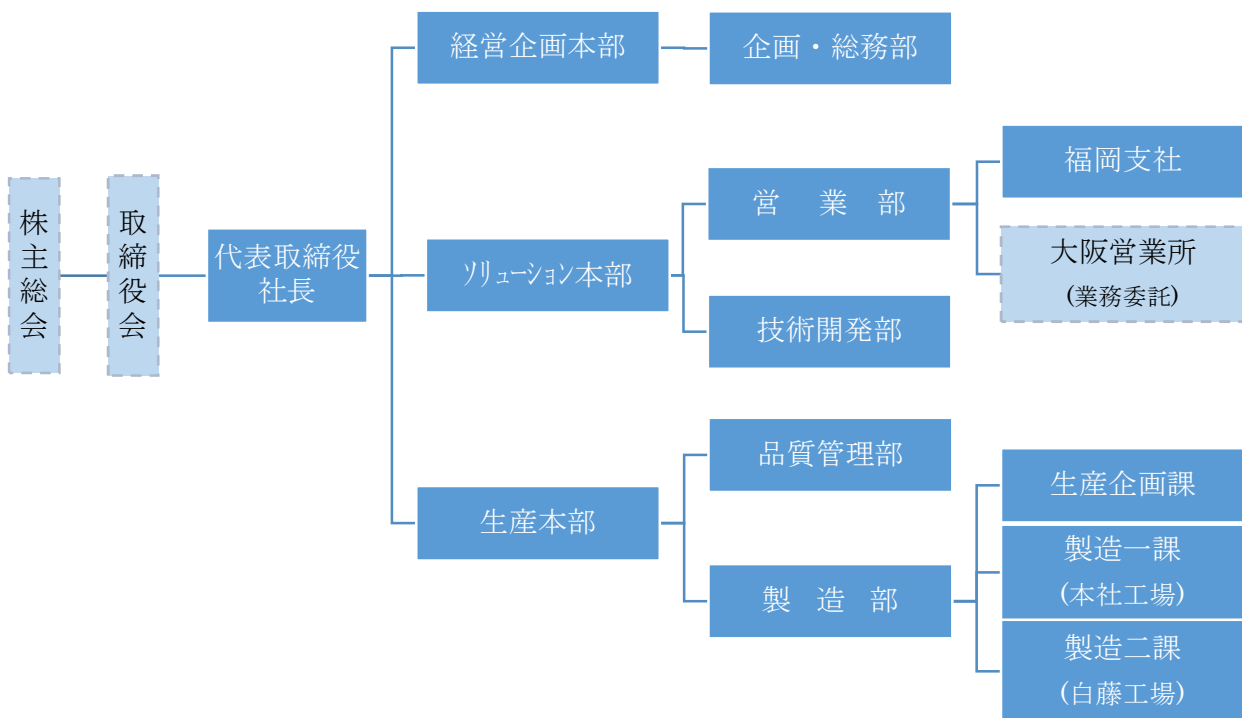 株主総会
取締役会
代表取締役
社長
経営企画本部
企画・総務部
ｿﾘｭｰｼｮﾝ本部
営　業　部
福岡支社
大阪営業所
(業務委託)
技術開発部
生産本部
品質管理部
製　造　部
生産企画課
製造一課
(本社工場)
製造二課
(白藤工場)